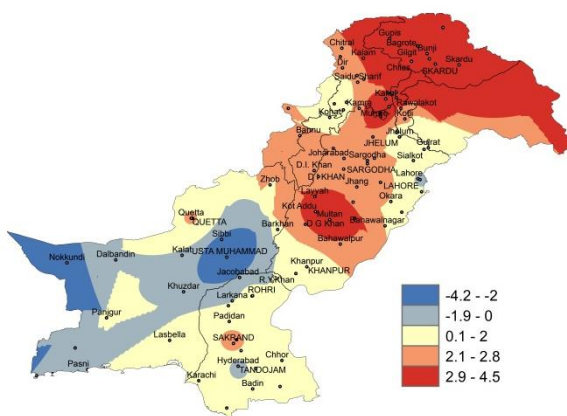 Gupis
Chitral
Bagrote
Bunji
Kalam
Gilgit
Skardu
Dir
Chilas
SKARDU
Saidu Sharif
Kakul
Kamra
Rawalakot
Kohat
Kotli
Bannu
Jhelum
JHELUM
Gujrat
Joharabad
Sargodha
Sialkot
D.I. Khan
SARGODHA
Lahore
Zhob
Jhang
LAHORE
Layyah
Okara
Quetta
Kot Addu
QUETTA
Multan
Bahawalnagar
Sibbi
Barkhan
D G Khan
Kalat
USTA MUHAMMAD
Bahawalpur
Nokkundi
Dalbandin
Khanpur
Jacobabad
KHANPUR
R.Y.Khan
Khuzdar
ROHRI
Larkana
Panjgur
Padidan
Lasbella
SAKRAND
Pasni
Hyderabad
Chhor
TANDOJAM
Karachi
Badin
-4.2 - -2
-1.9 - 0
0.1 - 2
2.1 - 2.8
2.9 - 4.5